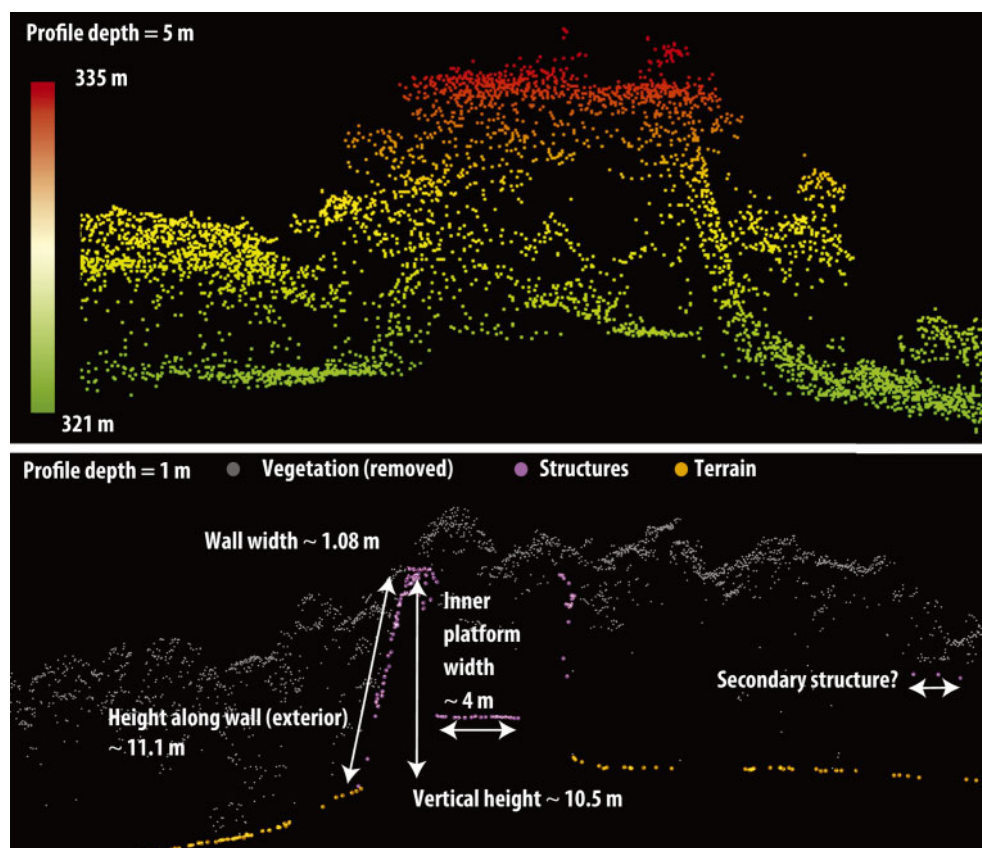 Profile depth = 5 m
335 m
321 m
Profile depth = 1 m
Vegetation (removed)
Structures
Terrain
Wall width ~ 1.08 m
Inner
platform
width
~ 4 m
Secondary structure?
Height along wall (exterior)
~ 11.1 m
Vertical height ~ 10.5 m